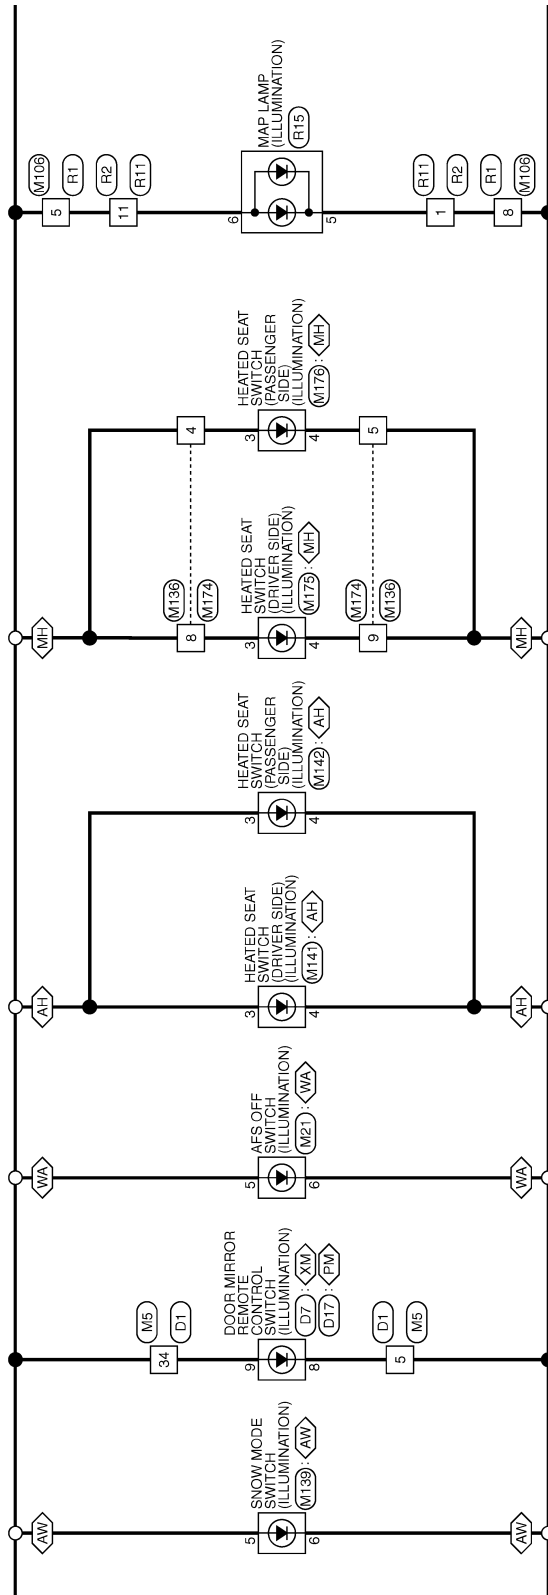 M106
R1
R2
R11
5
11
6
MAP LAMP
(ILLUMINATION)
R15
5
R11
R2
R1
M106
1
8
4
HEATED SEAT
SWITCH
(PASSENGER
SIDE)
(ILLUMINATION)
M176 : MH
3
4
5
MH
M136
M174
8
HEATED SEAT
SWITCH
(DRIVER SIDE)
(ILLUMINATION)
M175 : MH
3
4
M174
M136
9
MH
HEATED SEAT
SWITCH
(PASSENGER
SIDE)
(ILLUMINATION)
M142 : AH
3
4
AH
HEATED SEAT
SWITCH
(DRIVER SIDE)
(ILLUMINATION)
M141 : AH
3
4
AH
WA
AFS OFF
SWITCH
(ILLUMINATION)
M21 : WA
5
6
WA
M5
D1
34
DOOR MIRROR
REMOTE
CONTROL
SWITCH
(ILLUMINATION)
D7 : XM
D17 : PM
9
8
D1
M5
5
AW
SNOW MODE
SWITCH
(ILLUMINATION)
M139 : AW
5
6
AW